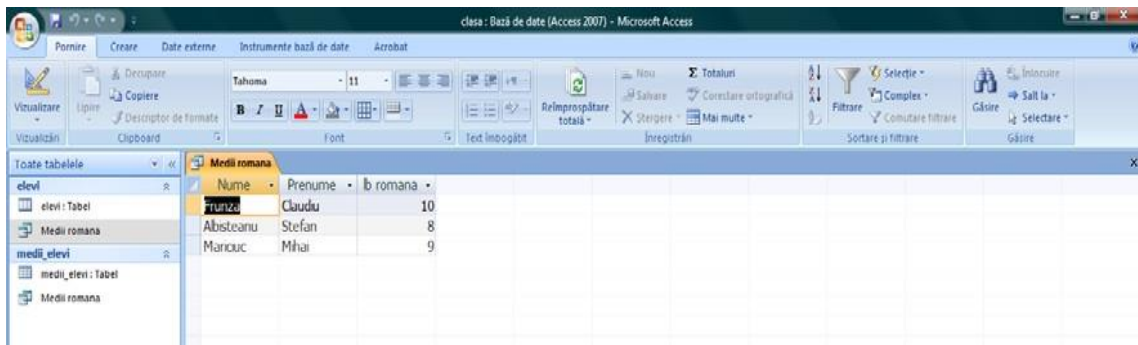 clasa : Bază de date (Access 2007) - Microsoft Access
Pornire Creare Date externe Instrumente bază de date Acrobat
Vizualizare
Lipire
Decupare
Copiere
Descriptor de formate
Tahoma 11
B I U A
Reîmprospătare totală
Nou
Salvare
Ștergere
Σ Totaluri
Corectare ortografică
Mai multe
Filtrare
Selecție
Complex
Comutare filtrare
Găsire
Înlocuire
Salt la
Selectare
Vizualizări Clipboard Font Text îmbogățit Înregistrări Sortare și filtrare Găsire
Toate tabelele
elevi
elevi : Tabel
Medii romana
medii_elevi
medii_elevi : Tabel
Medii romana
Medii romana
Nume Prenume lb romana
Frunza Claudiu 10
Abisteanu Stefan 8
Mariciuc Mihai 9